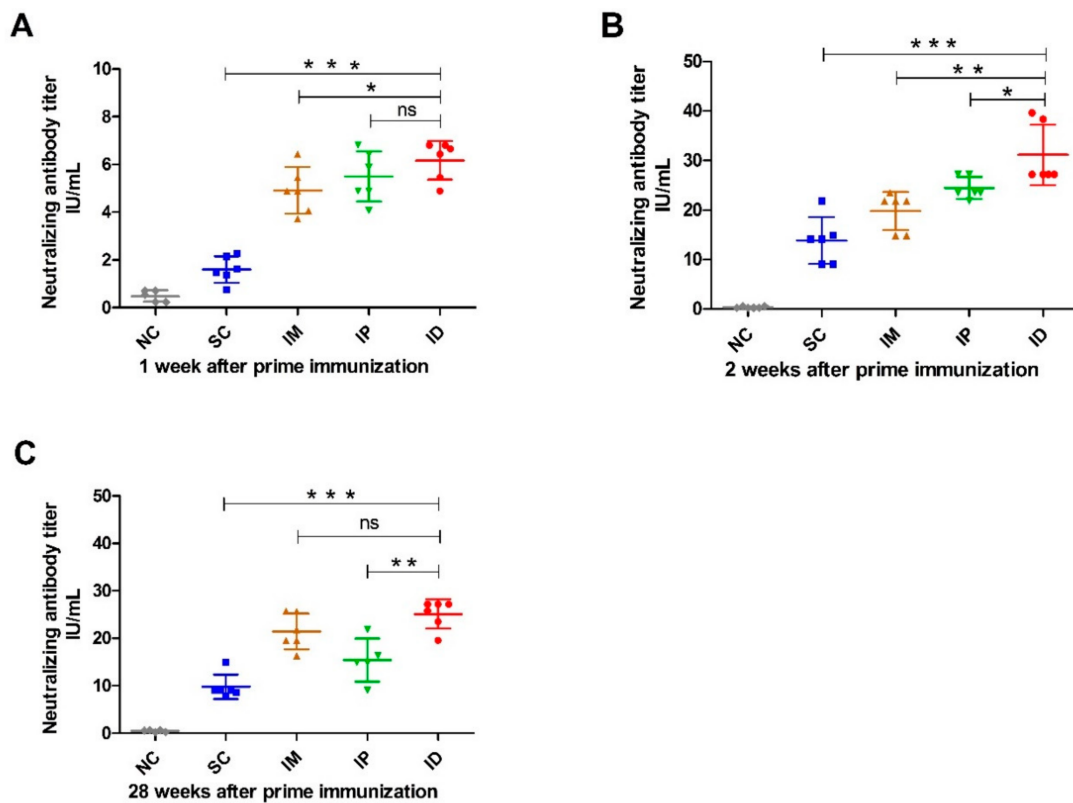 A
Neutralizing antibody titer
IU/mL
10
8
6
4
2
0
* * *
*
ns
NC SC IM IP ID
1 week after prime immunization
B
Neutralizing antibody titer
IU/mL
50
40
30
20
10
0
* * *
* *
*
NC SC IM IP ID
2 weeks after prime immunization
C
Neutralizing antibody titer
IU/mL
50
40
30
20
10
0
* * *
ns
* *
NC SC IM IP ID
28 weeks after prime immunization